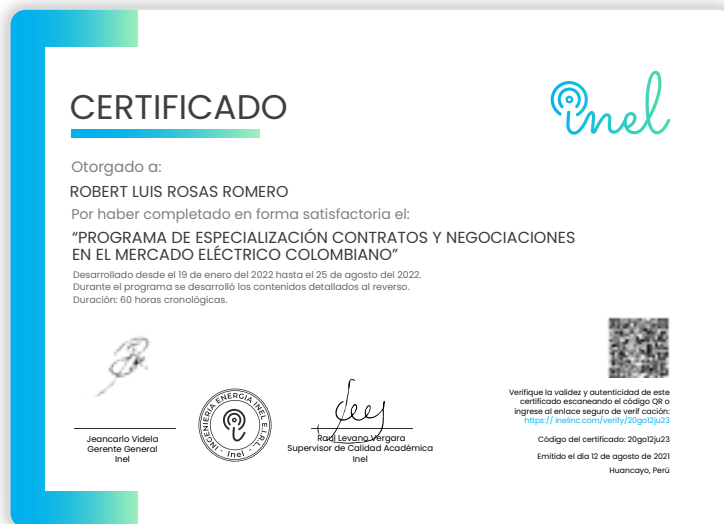 CERTIFICADO
inel
Otorgado a:
ROBERT LUIS ROSAS ROMERO
Por haber completado en forma satisfactoria el:
“PROGRAMA DE ESPECIALIZACIÓN CONTRATOS Y NEGOCIACIONES
EN EL MERCADO ELÉCTRICO COLOMBIANO”
Desarrollado desde el 19 de enero del 2022 hasta el 25 de agosto del 2022.
Durante el programa se desarrolló los contenidos detallados al reverso.
Duración: 60 horas cronológicas.
Jeancarlo Videla
Gerente General
Inel
INGENIERIA ENERGIA INEL E.I.R.L.
- Inel -
Raúl Levano Vergara
Supervisor de Calidad Académica
Inel
Verifique la validez y autenticidad de este
certificado escaneando el código QR o
ingrese al enlace seguro de verif cación:
https:// inelinc.com/verify/20go12ju23
Código del certificado: 20go12ju23
Emitido el día 12 de agosto de 2021
Huancayo, Perú